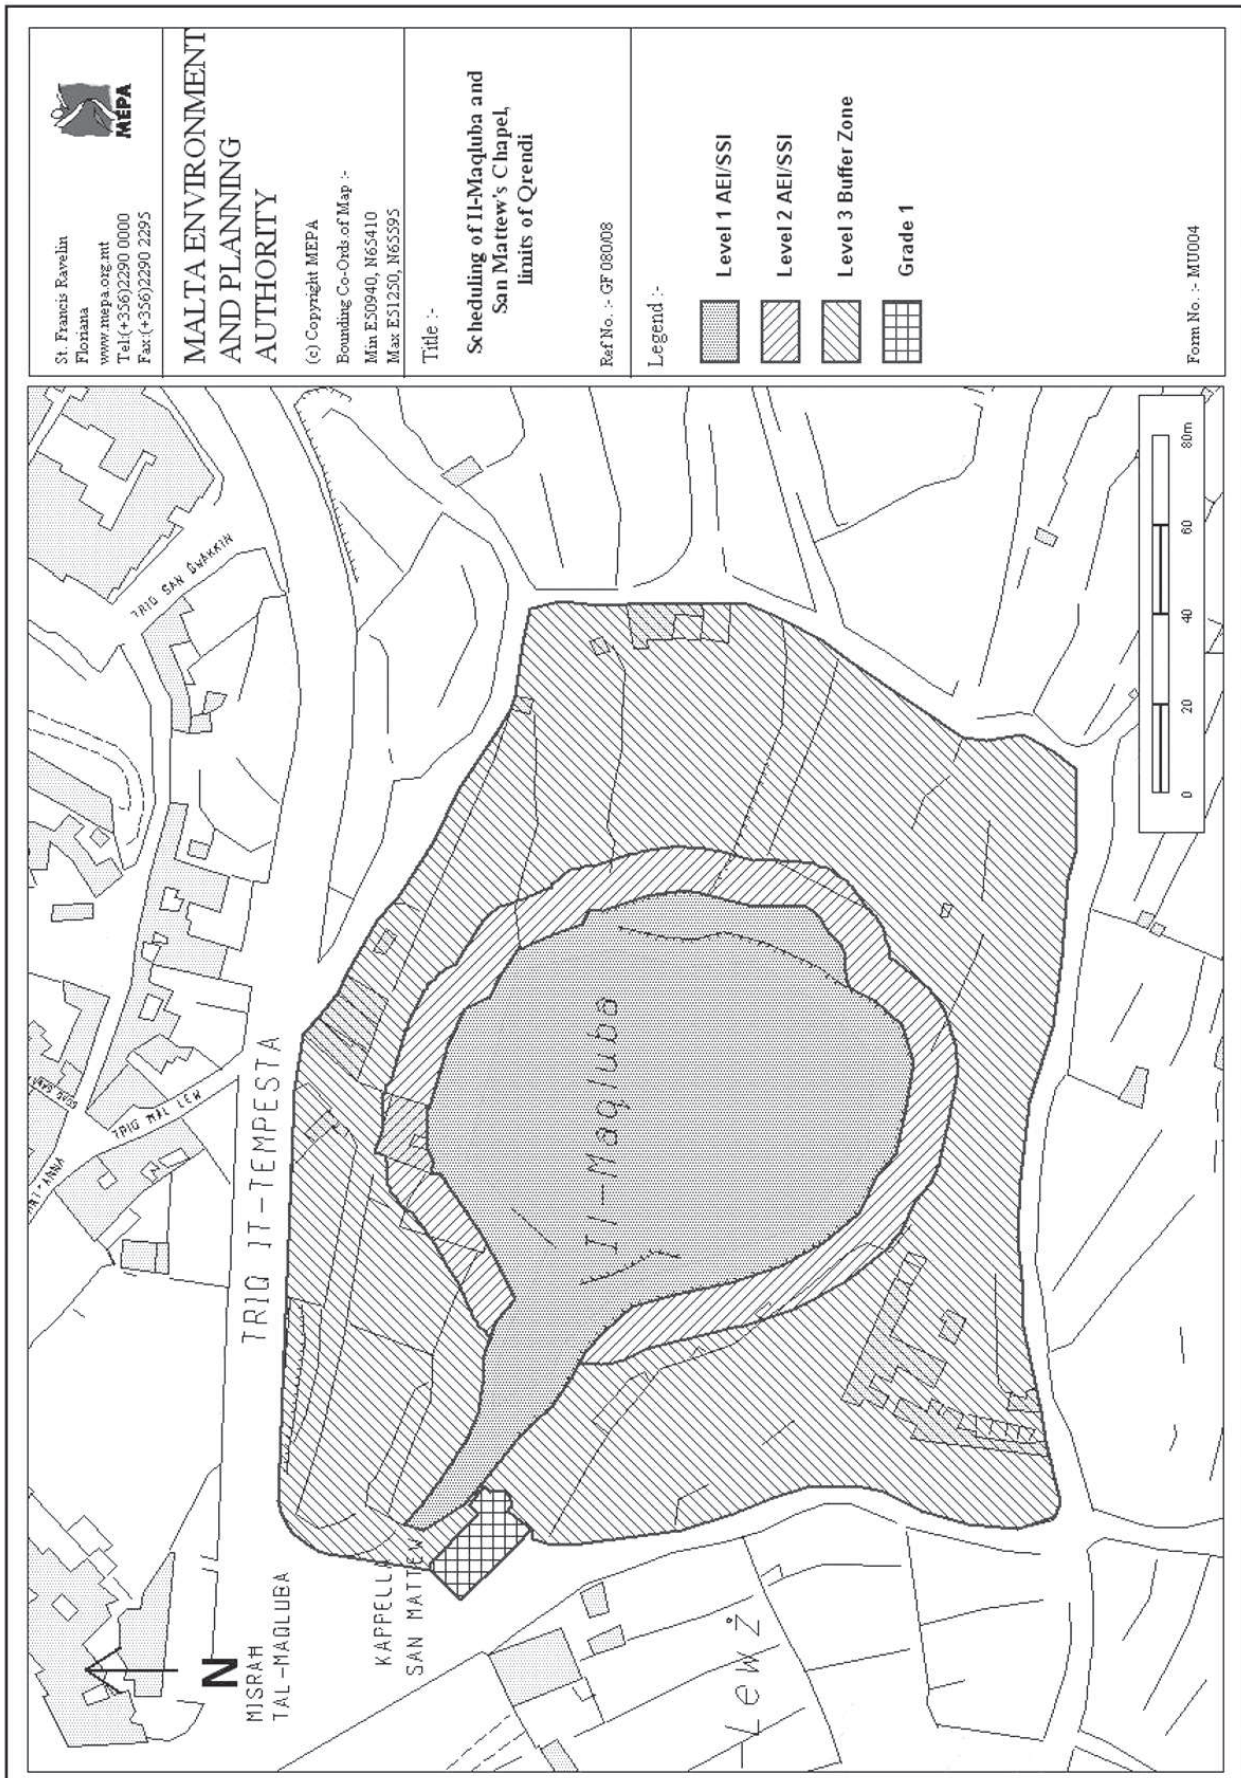 St. Francis Ravelin
Floriana
www.mepa.org.mt
Tel:(+356)2290 0000
Fax:(+356)2290 2295
MEPA
MALTA ENVIRONMENT
AND PLANNING
AUTHORITY
(c) Copyright MEPA
Bounding Co-Ords of Map :-
Min E50940, N65410
Max E51250, N65595
Title :-
Scheduling of Il-Maqluba and
San Mattew's Chapel,
limits of Qrendi
Ref No. :- GF 080/08
Legend :-
Level 1 AEI/SSI
Level 2 AEI/SSI
Level 3 Buffer Zone
Grade 1
Form No. :- MU004
TRIQ SAN ĠWAKKIN
TRIQ ĦAL LEW
TRIQ IT-TEMPESTA
Il-Maqluba
N
MISRAĦ
TAL-MAQLUBA
KAPPELLA
SAN MATTEW
Lewż
0 20 40 60 80m